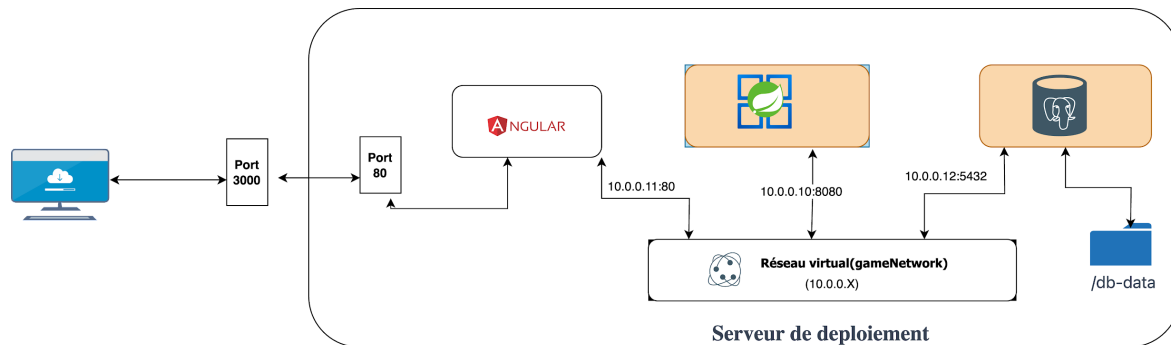 Port
3000
Port
80
ANGULAR
10.0.0.11:80
10.0.0.10:8080
10.0.0.12:5432
Réseau virtual(gameNetwork)
(10.0.0.X)
/db-data
Serveur de deploiement